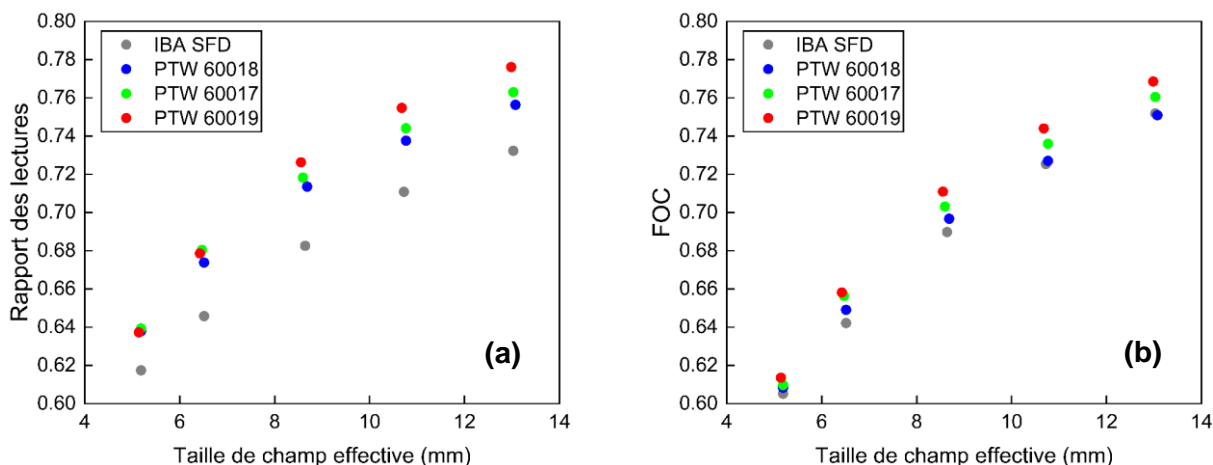 0.80
0.78
0.76
0.74
0.72
0.70
0.68
0.66
0.64
0.62
0.60
4
6
8
10
12
14
Rapport des lectures
Taille de champ effective (mm)
IBA SFD
PTW 60018
PTW 60017
PTW 60019
(a)
0.80
0.78
0.76
0.74
0.72
0.70
0.68
0.66
0.64
0.62
0.60
4
6
8
10
12
14
FOC
Taille de champ effective (mm)
IBA SFD
PTW 60018
PTW 60017
PTW 60019
(b)